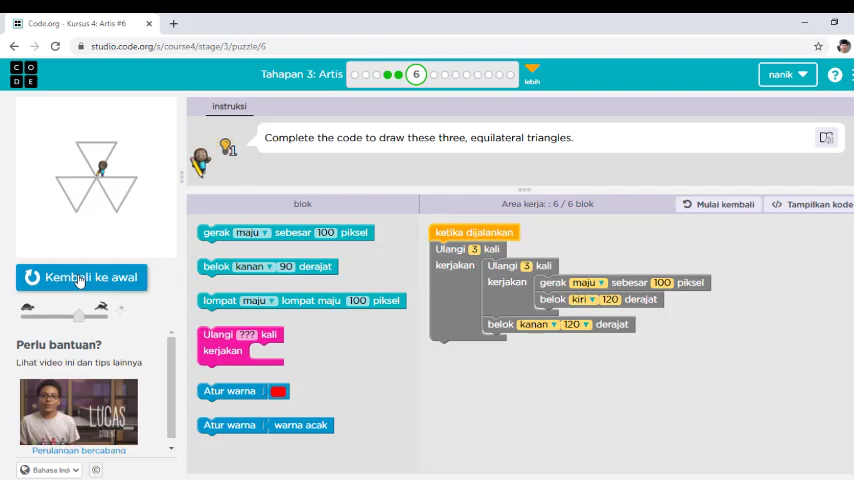 Code.org - Kursus 4: Artis #6
studio.code.org/s/course4/stage/3/puzzle/6
C O
D E
Tahapan 3: Artis
6
lebih
nanik
?
instruksi
1
Complete the code to draw these three, equilateral triangles.
blok
Area kerja: : 6 / 6 blok
Mulai kembali
</> Tampilkan kode
gerak maju sebesar 100 piksel
belok kanan 90 derajat
lompat maju lompat maju 100 piksel
Ulangi ??? kali
kerjakan
Atur warna
Atur warna warna acak
ketika dijalankan
Ulangi 3 kali
kerjakan
Ulangi 3 kali
kerjakan
gerak maju sebesar 100 piksel
belok kiri 120 derajat
belok kanan 120 derajat
Kembali ke awal
Perlu bantuan?
Lihat video ini dan tips lainnya
LUCAS
STUDENT
Perulangan bercabang
Bahasa Ind
©